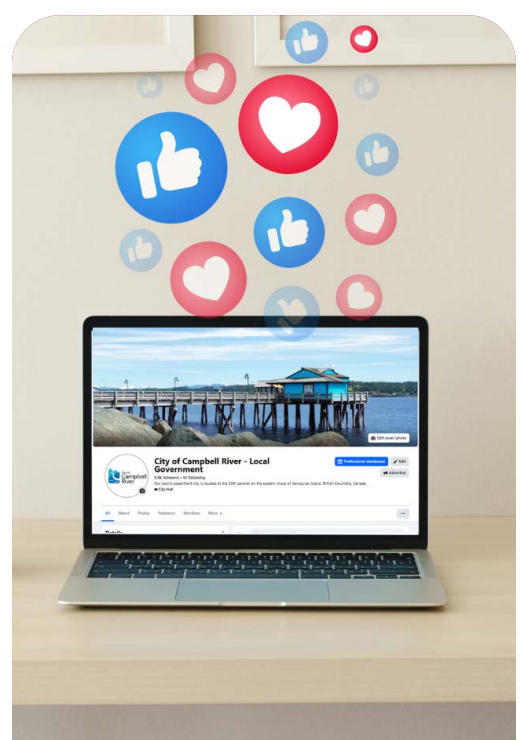 Edit cover photo
City of Campbell River - Local
Government
Our scenic oceanfront city is located at the 50th parallel on the eastern shore of Vancouver Island, British Columbia, Canada.
City Hall
Campbell
River
Professional dashboard
Edit
Advertise
All About Photos Followers Mentions More
Details